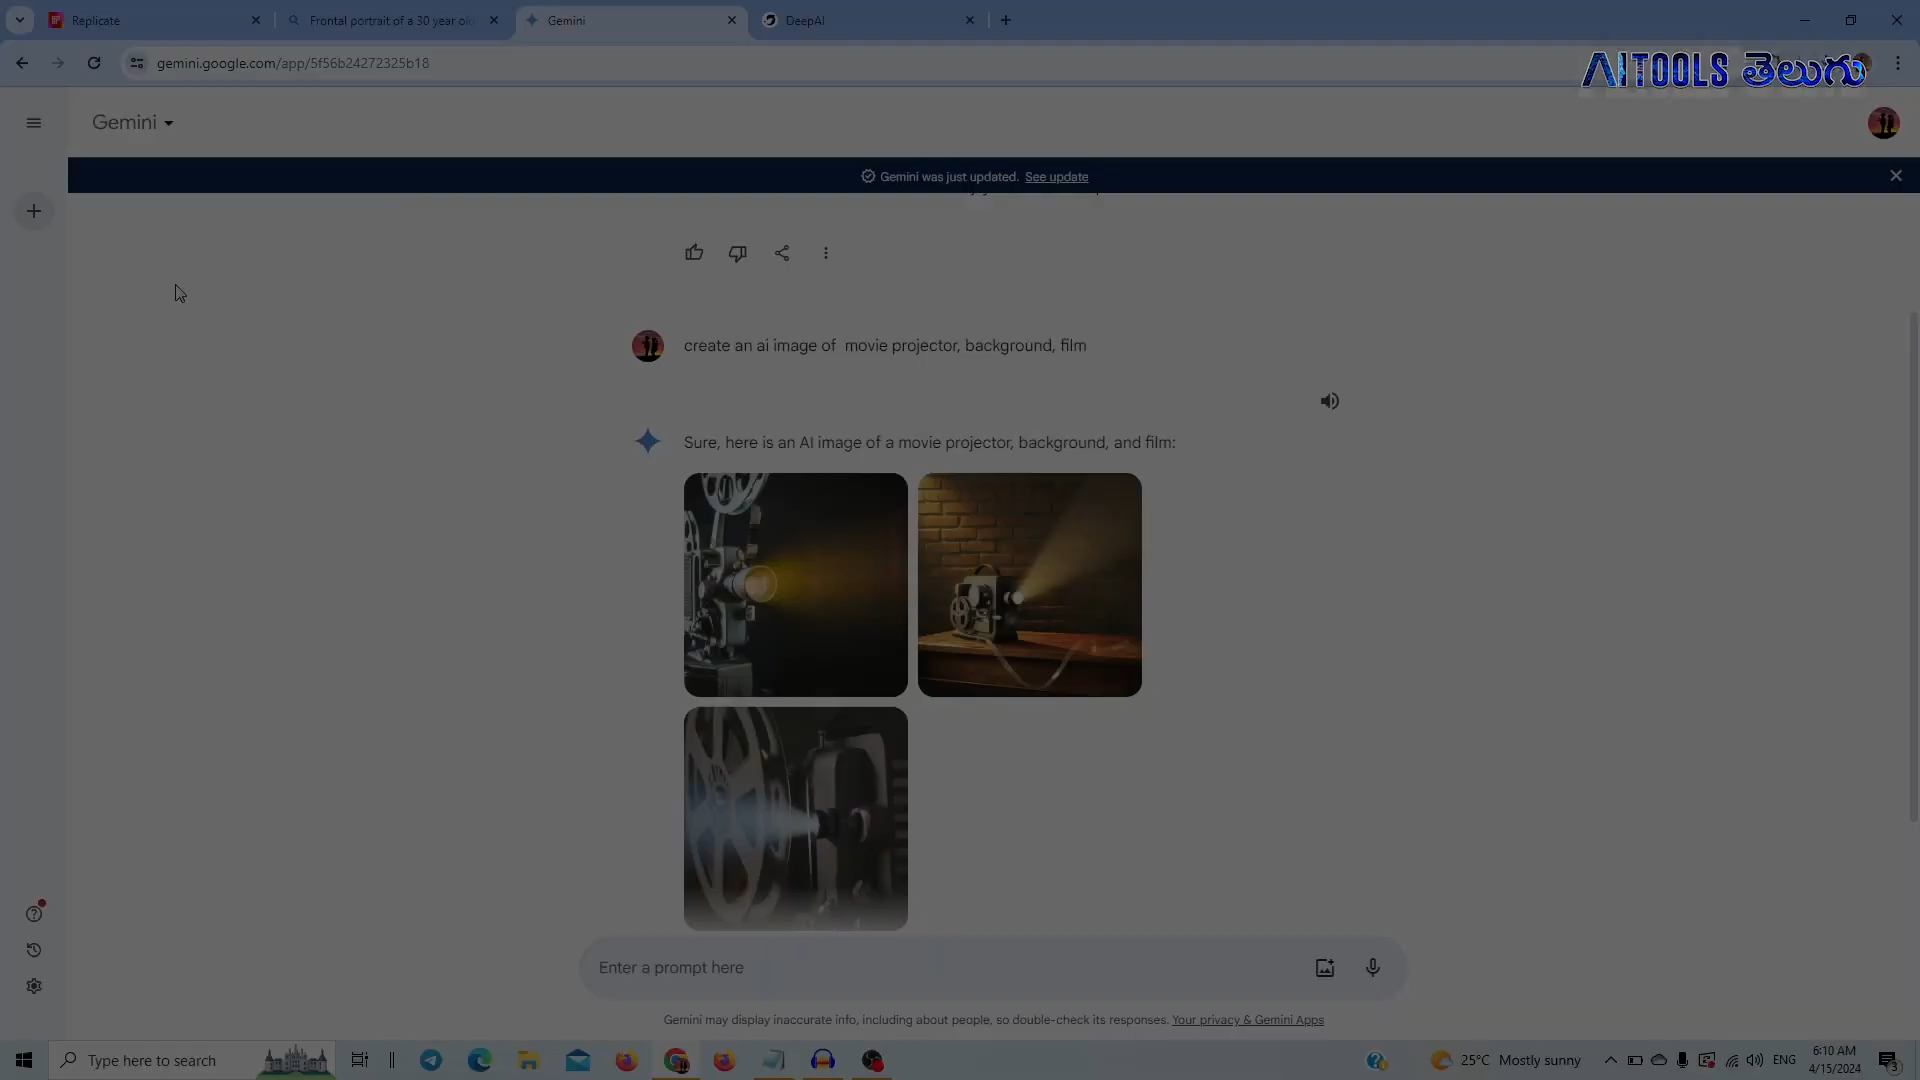 Replicate
Frontal portrait of a 30 year ol
Gemini
DeepAI
gemini.google.com/app/5f56b24272325b18
AI TOOLS తెలుగు
Gemini
Gemini was just updated. See update
create an ai image of movie projector, background, film
Sure, here is an AI image of a movie projector, background, and film:
Enter a prompt here
Gemini may display inaccurate info, including about people, so double-check its responses. Your privacy & Gemini Apps
Type here to search
25°C Mostly sunny
ENG
6:10 AM
4/15/2024
3